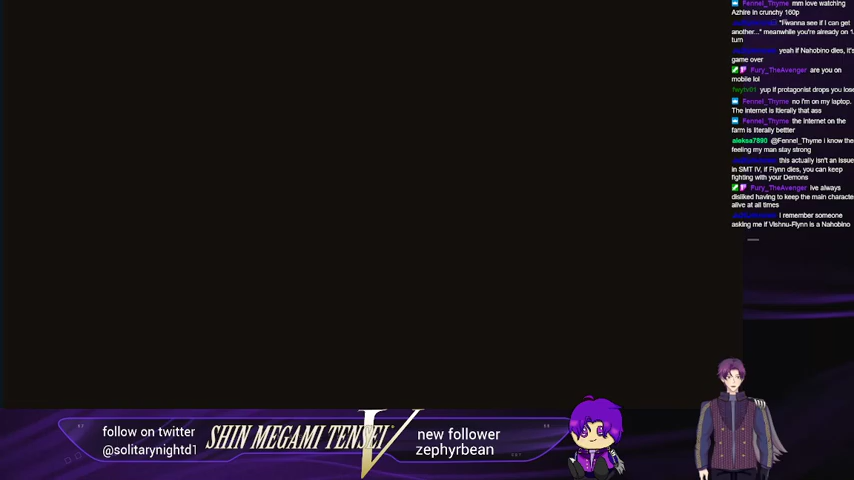 Fennel_Thyme mm love watching
Azhire in crunchy 160p
"I wanna see if I can get
another..." meanwhile you're already on 1
turn
yeah if Nahobino dies, it's
game over
Fury_TheAvenger are you on
mobile lol
fwytv01 yup if protagonist drops you lose
Fennel_Thyme no I'm on my laptop.
The internet is literally that ass
Fennel_Thyme the internet on the
farm is literally better
aleksa7890 @Fennel_Thyme i know the
feeling my man stay strong
this actually isn't an issue
in SMT IV, if Flynn dies, you can keep
fighting with your Demons
Fury_TheAvenger Ive always
disliked having to keep the main characte
alive at all times
I remember someone
asking me if Vishnu-Flynn is a Nahobino
follow on twitter
@solitarynightd1
SHIN MEGAMI TENSEI V
new follower
zephyrbean